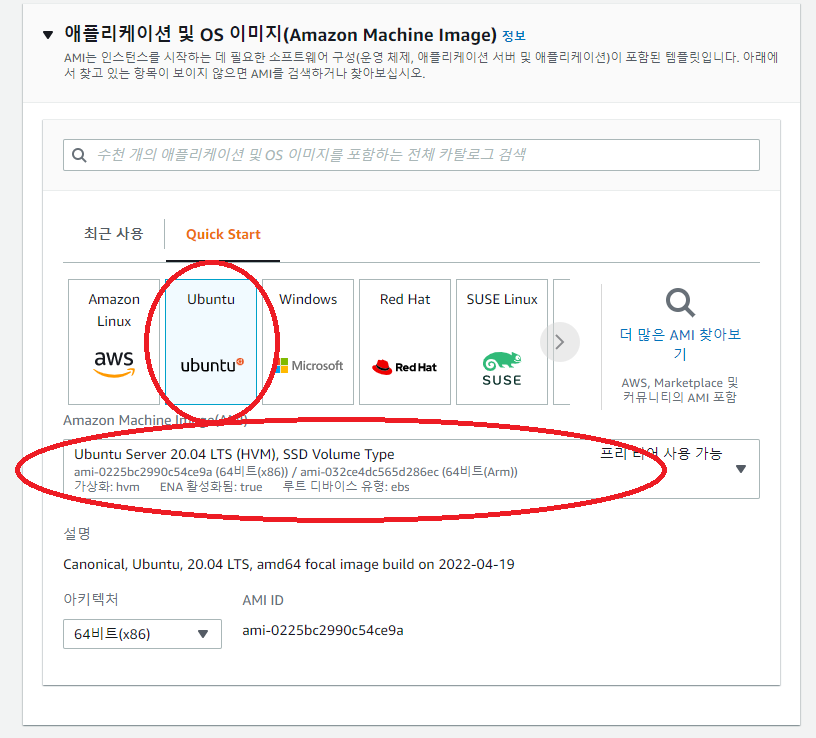 애플리케이션 및 OS 이미지(Amazon Machine Image) 정보
AMI는 인스턴스를 시작하는 데 필요한 소프트웨어 구성(운영 체제, 애플리케이션 서버 및 애플리케이션)이 포함된 템플릿입니다. 아래에
서 찾고 있는 항목이 보이지 않으면 AMI를 검색하거나 찾아보십시오.
수천 개의 애플리케이션 및 OS 이미지를 포함하는 전체 카탈로그 검색
최근 사용
Quick Start
Amazon
Linux
aws
Ubuntu
ubuntu
Windows
Microsoft
Red Hat
Red Hat
SUSE Linux
SUSE
더 많은 AMI 찾아보
기
AWS, Marketplace 및
커뮤니티의 AMI 포함
Amazon Machine Image(AMI)
Ubuntu Server 20.04 LTS (HVM), SSD Volume Type
프리 티어 사용 가능
ami-0225bc2990c54ce9a (64비트(x86)) / ami-032ce4dc565d286ec (64비트(Arm))
가상화: hvm ENA 활성화됨: true 루트 디바이스 유형: ebs
설명
Canonical, Ubuntu, 20.04 LTS, amd64 focal image build on 2022-04-19
아키텍처
AMI ID
64비트(x86)
ami-0225bc2990c54ce9a